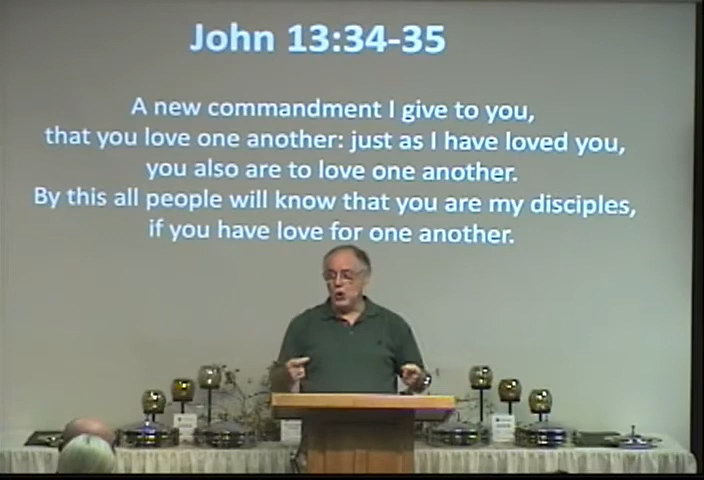 John 13:34-35
A new commandment I give to you,
that you love one another: just as I have loved you,
you also are to love one another.
By this all people will know that you are my disciples,
if you have love for one another.